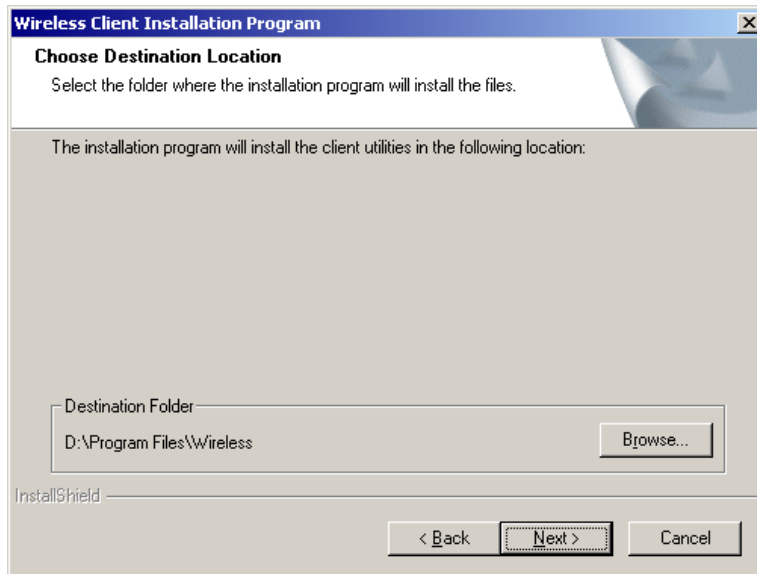 Wireless Client Installation Program
Choose Destination Location
Select the folder where the installation program will install the files.
The installation program will install the client utilities in the following location:
Destination Folder
D:\Program Files\Wireless
Browse...
InstallShield
< Back
Next >
Cancel